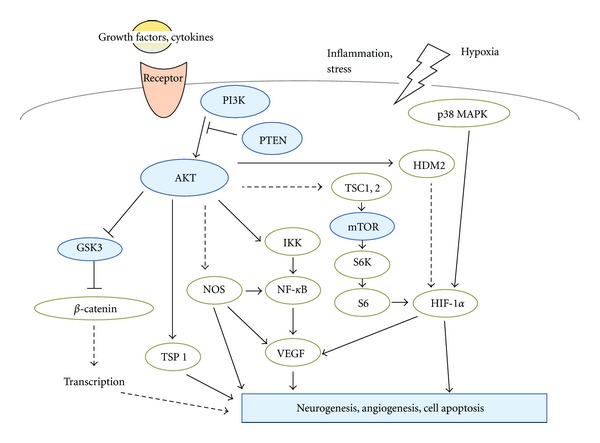 Growth factors, cytokines
Receptor
Inflammation,
stress
Hypoxia
PI3K
PTEN
p38 MAPK
AKT
HDM2
TSC1, 2
mTOR
GSK3
IKK
S6K
β-catenin
NOS
NF-κB
S6
HIF-1α
TSP 1
VEGF
Transcription
Neurogenesis, angiogenesis, cell apoptosis